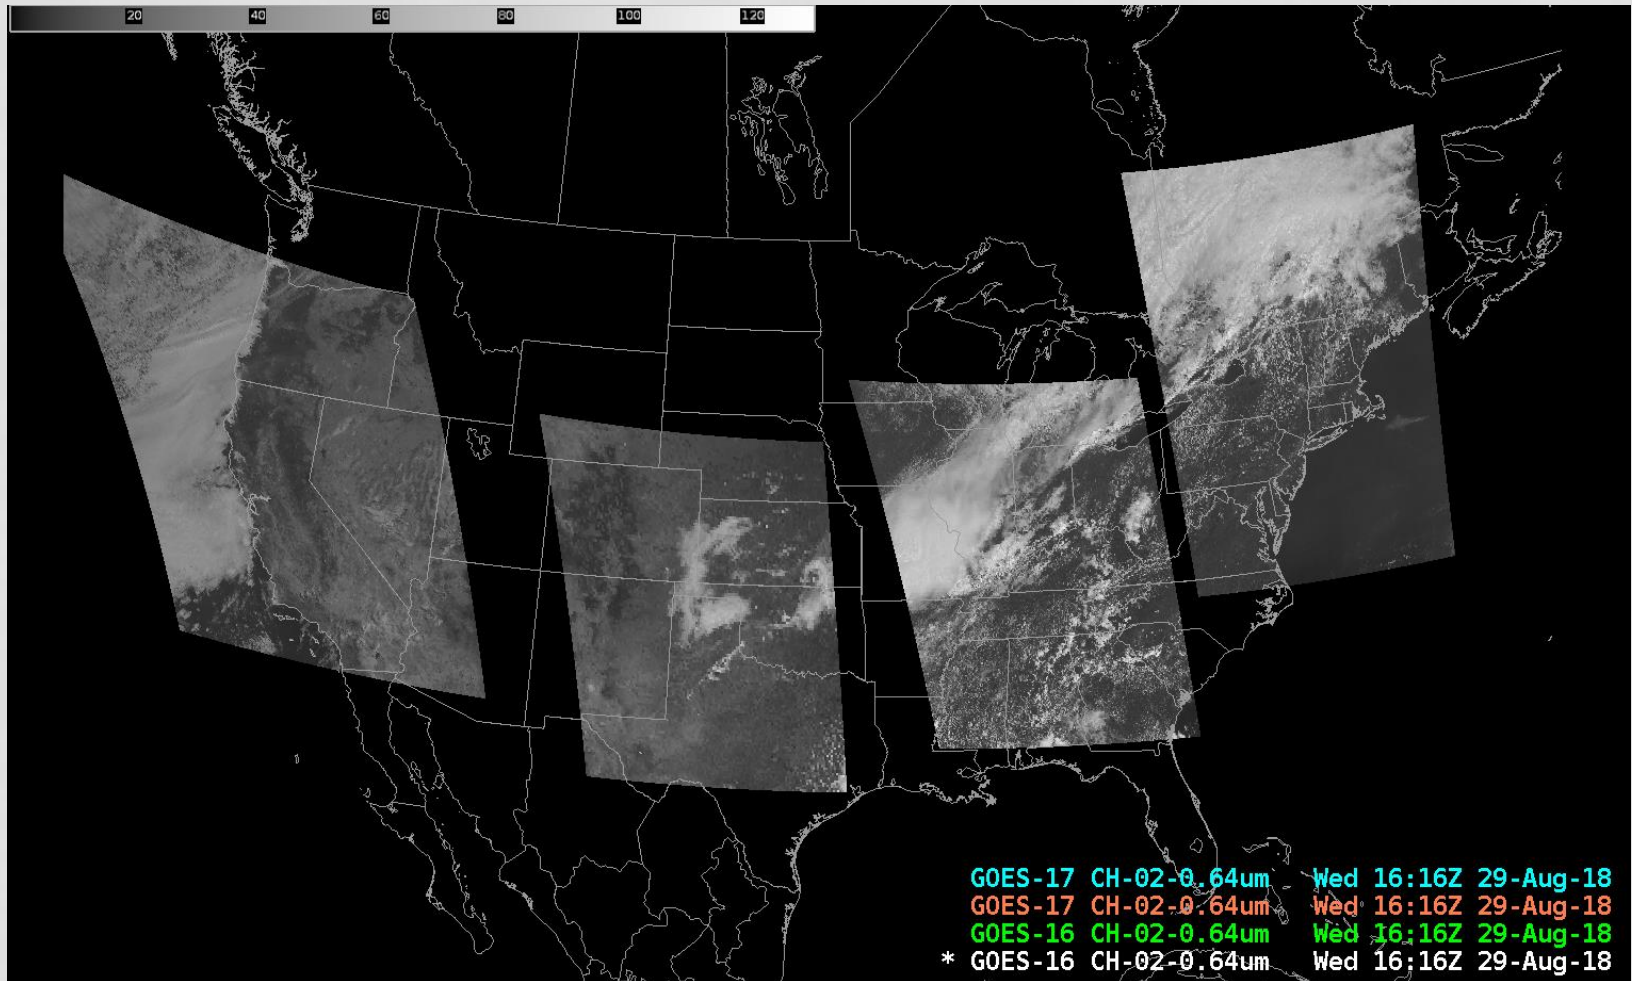 20 40 60 80 100 120
GOES-17 CH-02-0.64um Wed 16:16Z 29-Aug-18
GOES-17 CH-02-0.64um Wed 16:16Z 29-Aug-18
GOES-16 CH-02-0.64um Wed 16:16Z 29-Aug-18
* GOES-16 CH-02-0.64um Wed 16:16Z 29-Aug-18